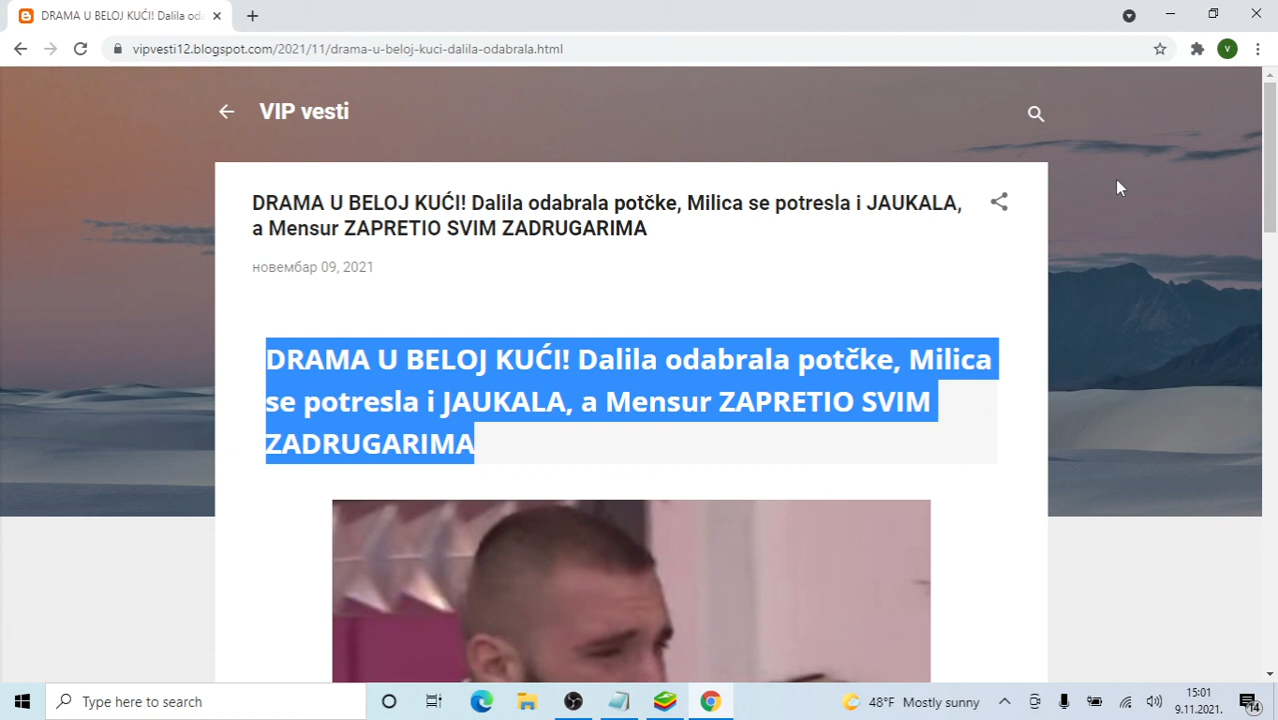 DRAMA U BELOJ KUĆI! Dalila od
vipvesti12.blogspot.com/2021/11/drama-u-beloj-kuci-dalila-odabrala.html
V
VIP vesti
DRAMA U BELOJ KUĆI! Dalila odabrala potčke, Milica se potresla i JAUKALA,
a Mensur ZAPRETIO SVIM ZADRUGARIMA
новембар 09, 2021
DRAMA U BELOJ KUĆI! Dalila odabrala potčke, Milica
se potresla i JAUKALA, a Mensur ZAPRETIO SVIM
ZADRUGARIMA
Type here to search
48°F Mostly sunny
15:01
9.11.2021.
14